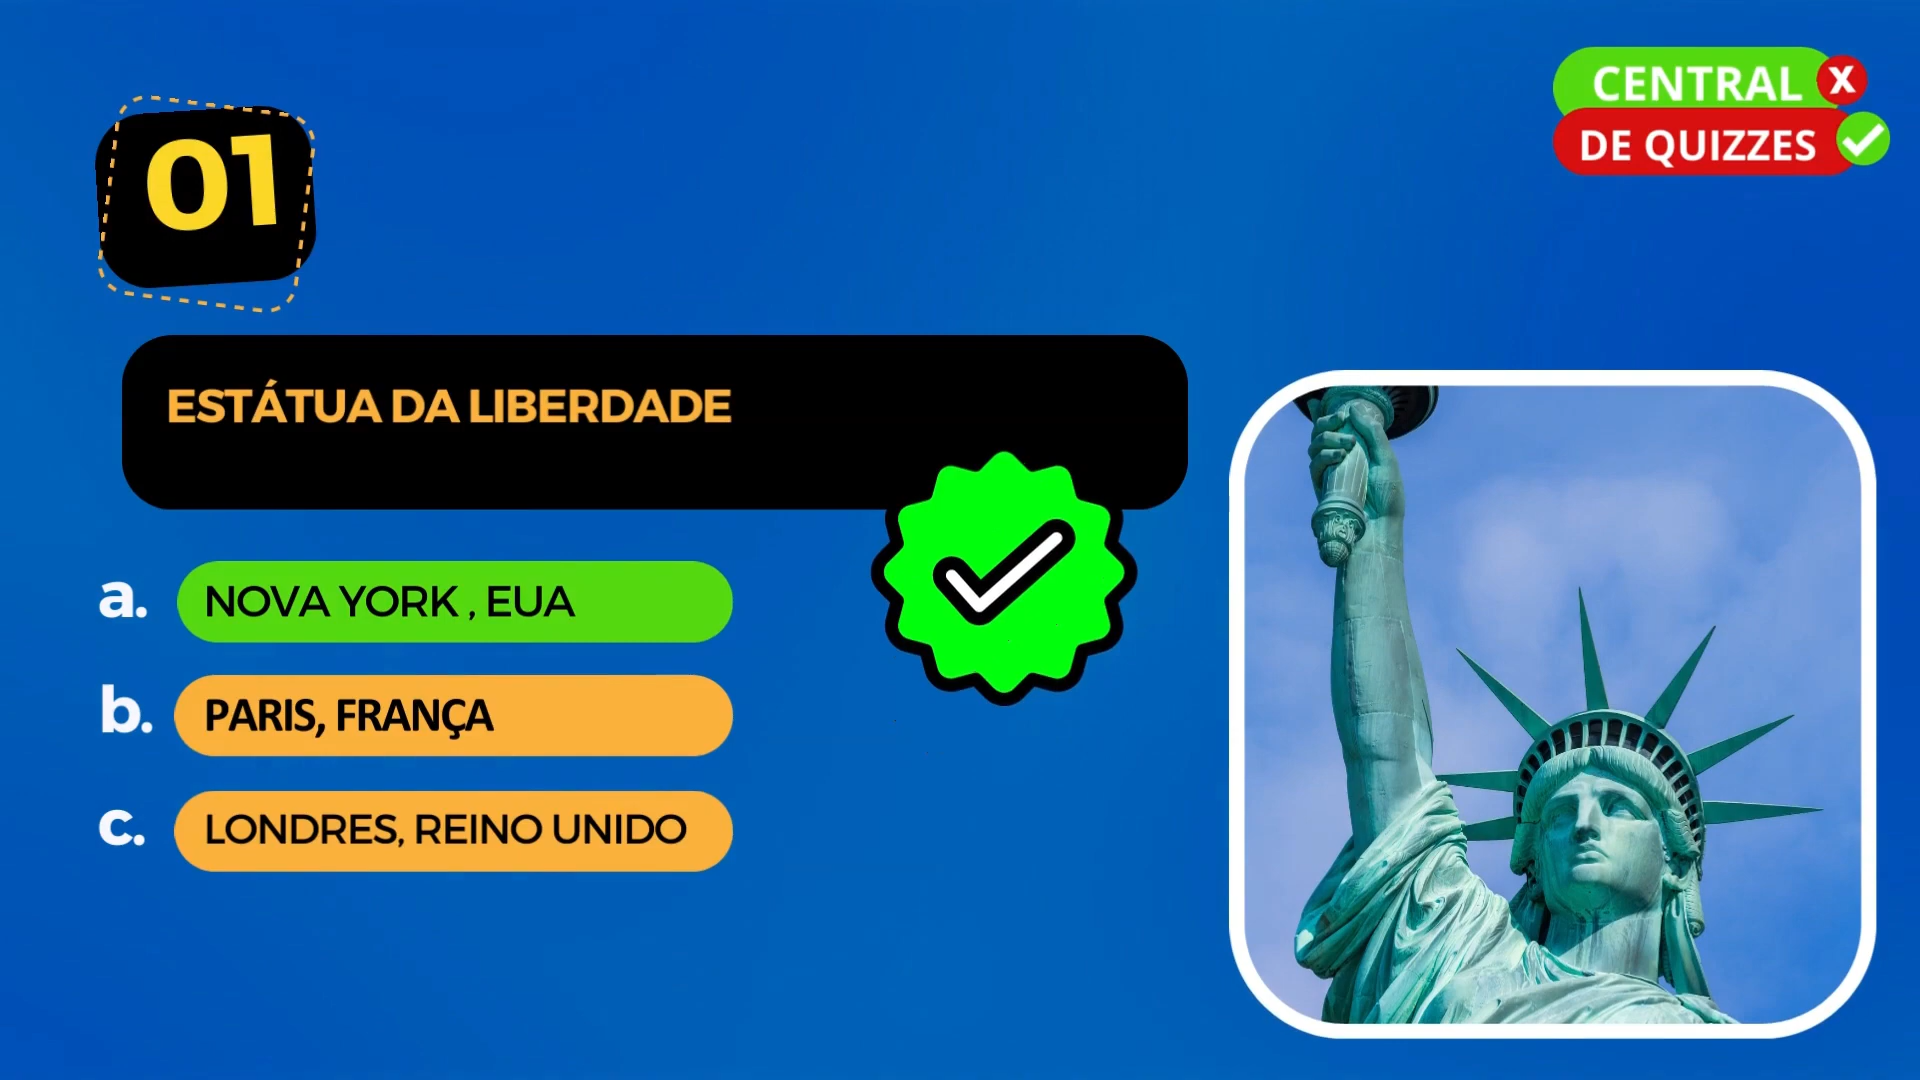 CENTRAL X
DE QUIZZES
01
ESTÁTUA DA LIBERDADE
a. NOVA YORK , EUA
b. PARIS, FRANÇA
c. LONDRES, REINO UNIDO